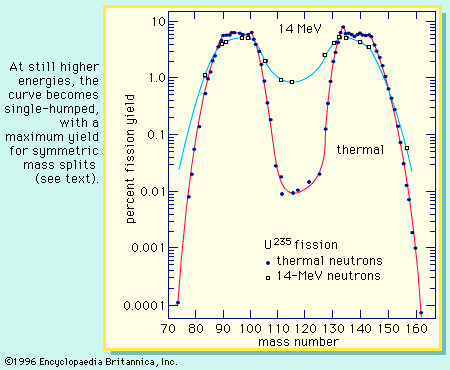 At still higher
energies, the
curve becomes
single-humped,
with a
maximum yield
for symmetric
mass splits
(see text).
percent fission yield
10
1.0
0.1
0.01
0.001
0.0001
14 MeV
thermal
U235 fission
thermal neutrons
14-MeV neutrons
70 80 90 100 110 120 130 140 150 160
mass number
©1996 Encyclopaedia Britannica, Inc.